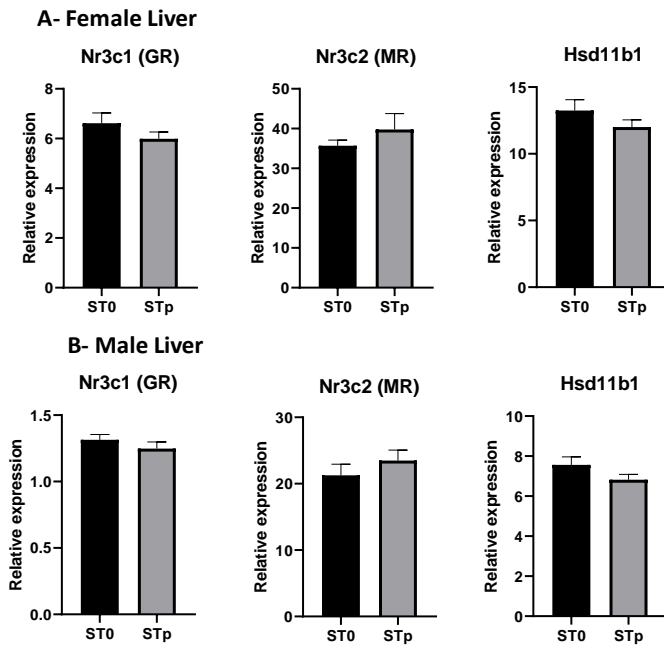 A- Female Liver
Nr3c1 (GR)
Relative expression
8
6
4
2
0
ST0 STp
Nr3c2 (MR)
Relative expression
50
40
30
20
10
0
ST0 STp
Hsd11b1
Relative expression
15
10
5
0
ST0 STp
B- Male Liver
Nr3c1 (GR)
Relative expression
1.5
1.0
0.5
0.0
ST0 STp
Nr3c2 (MR)
Relative expression
30
20
10
0
ST0 STp
Hsd11b1
Relative expression
10
8
6
4
2
0
ST0 STp